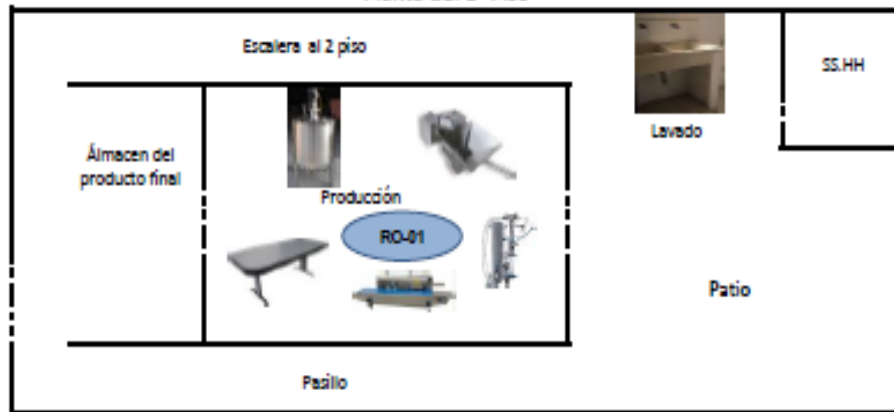 Escalera al 2 piso
SS.HH
Lavado
Álmacen del
producto final
Producción
RO-01
Patio
Pasillo